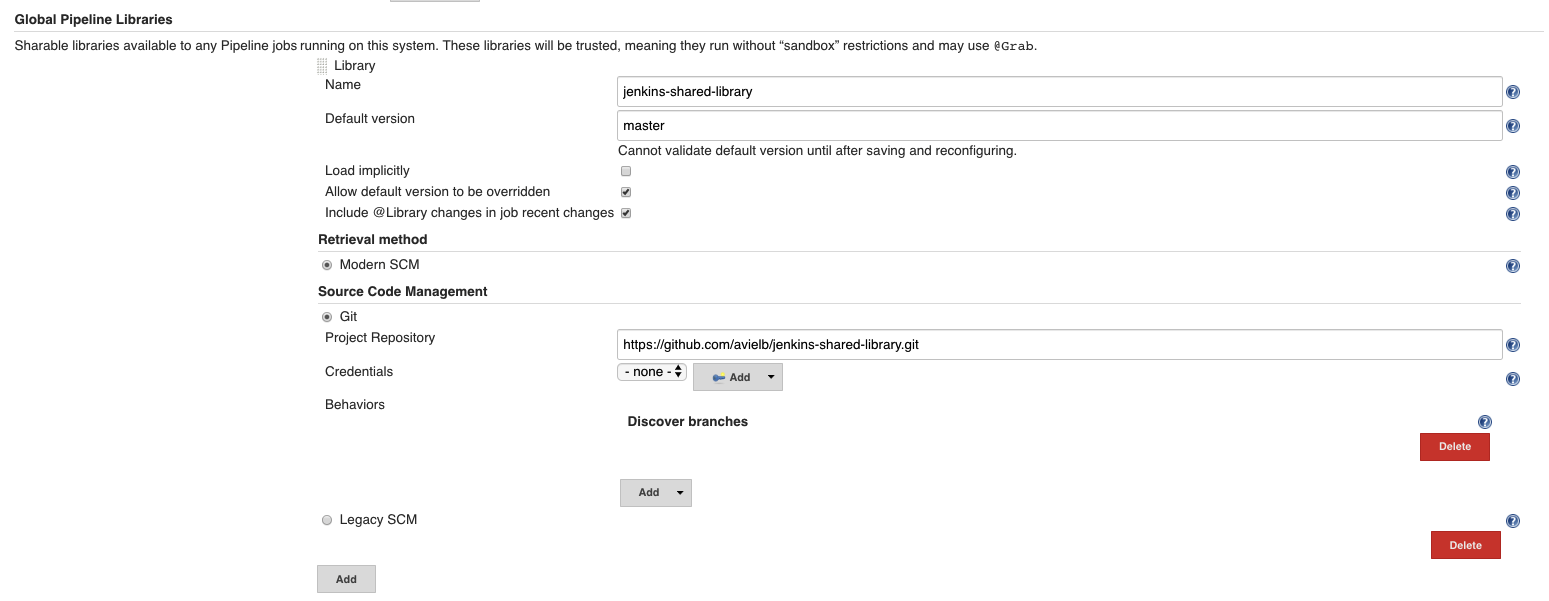 Global Pipeline Libraries
Sharable libraries available to any Pipeline jobs running on this system. These libraries will be trusted, meaning they run without “sandbox” restrictions and may use @Grab.
Library
Name
jenkins-shared-library
Default version
master
Cannot validate default version until after saving and reconfiguring.
Load implicitly
Allow default version to be overridden
Include @Library changes in job recent changes
Retrieval method
Modern SCM
Source Code Management
Git
Project Repository
https://github.com/avielb/jenkins-shared-library.git
Credentials
- none -
Add
Behaviors
Discover branches
Delete
Add
Legacy SCM
Delete
Add